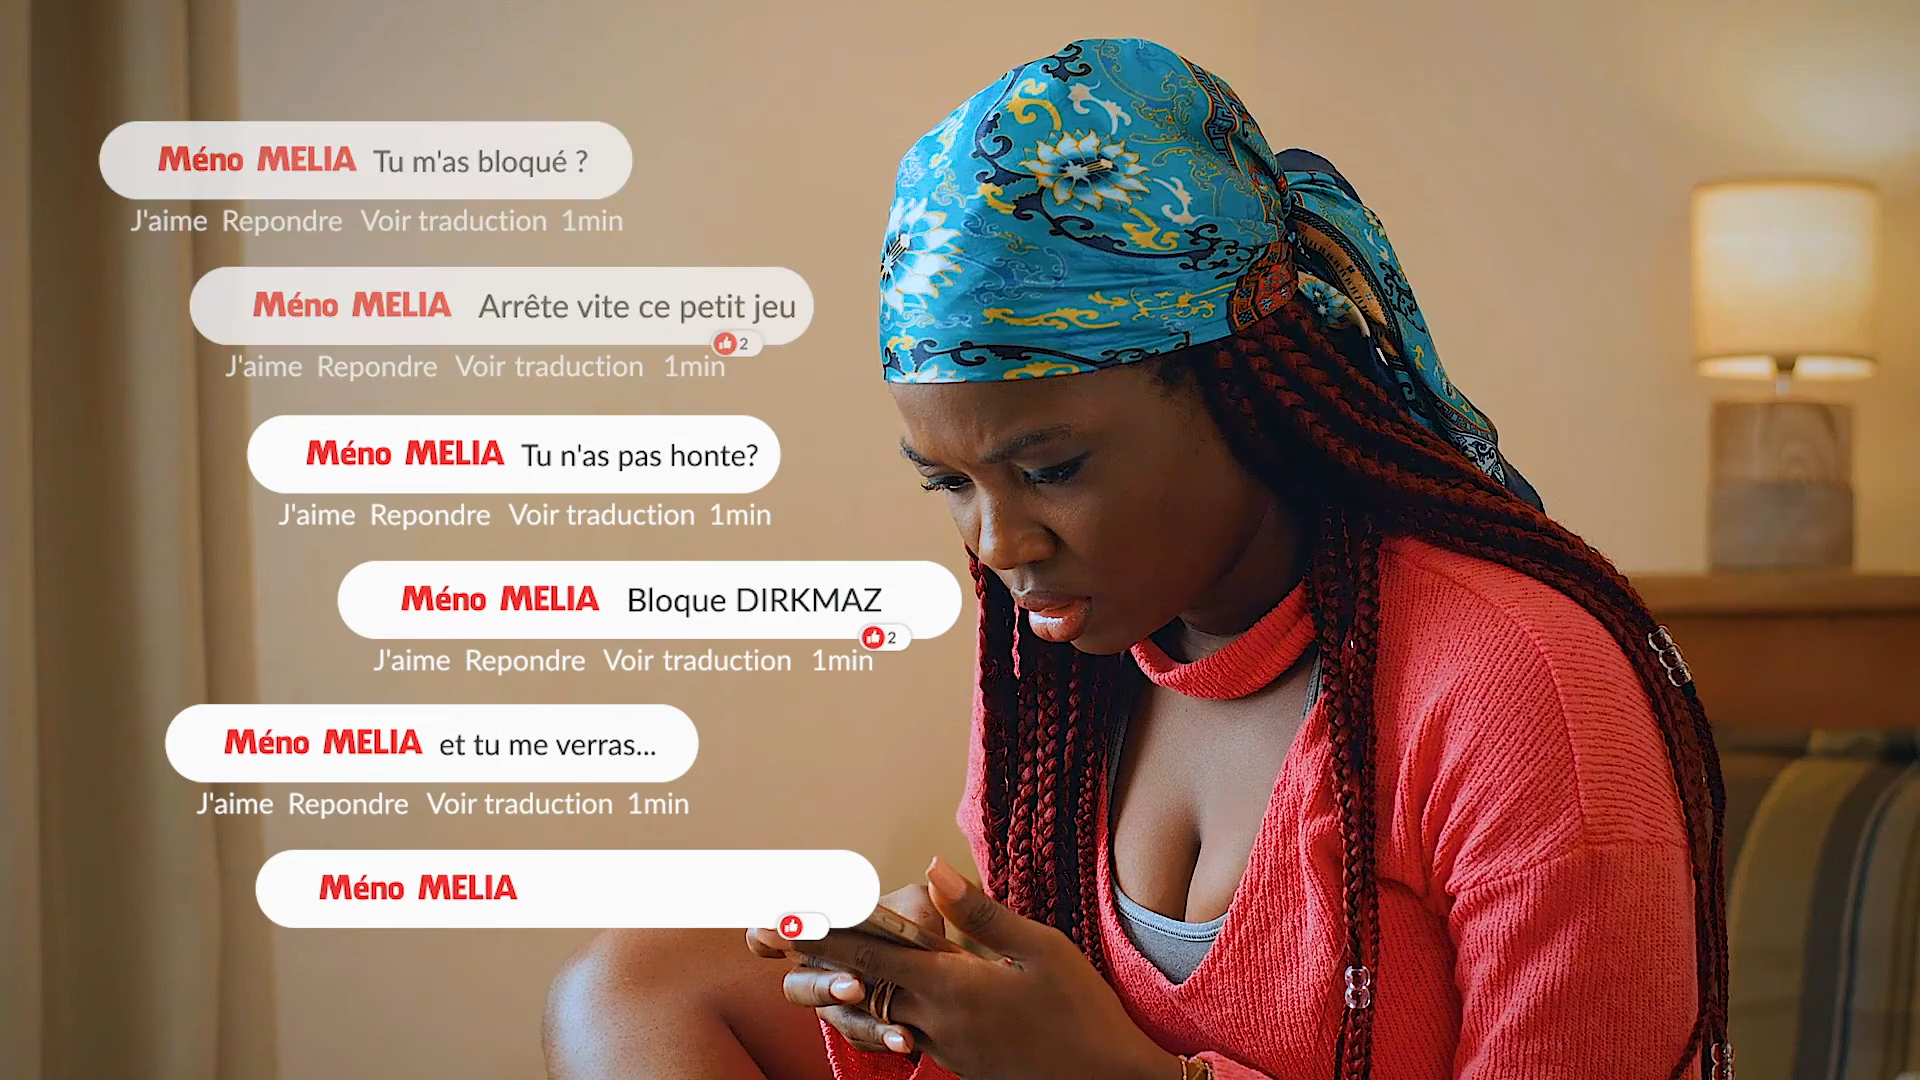 Méno MELIA Tu m'as bloqué ?
J'aime Repondre Voir traduction 1min
Méno MELIA Arrête vite ce petit jeu
2
J'aime Repondre Voir traduction 1min
Méno MELIA Tu n'as pas honte?
J'aime Repondre Voir traduction 1min
Méno MELIA Bloque DIRKMAZ
2
J'aime Repondre Voir traduction 1min
Méno MELIA et tu me verras...
J'aime Repondre Voir traduction 1min
Méno MELIA